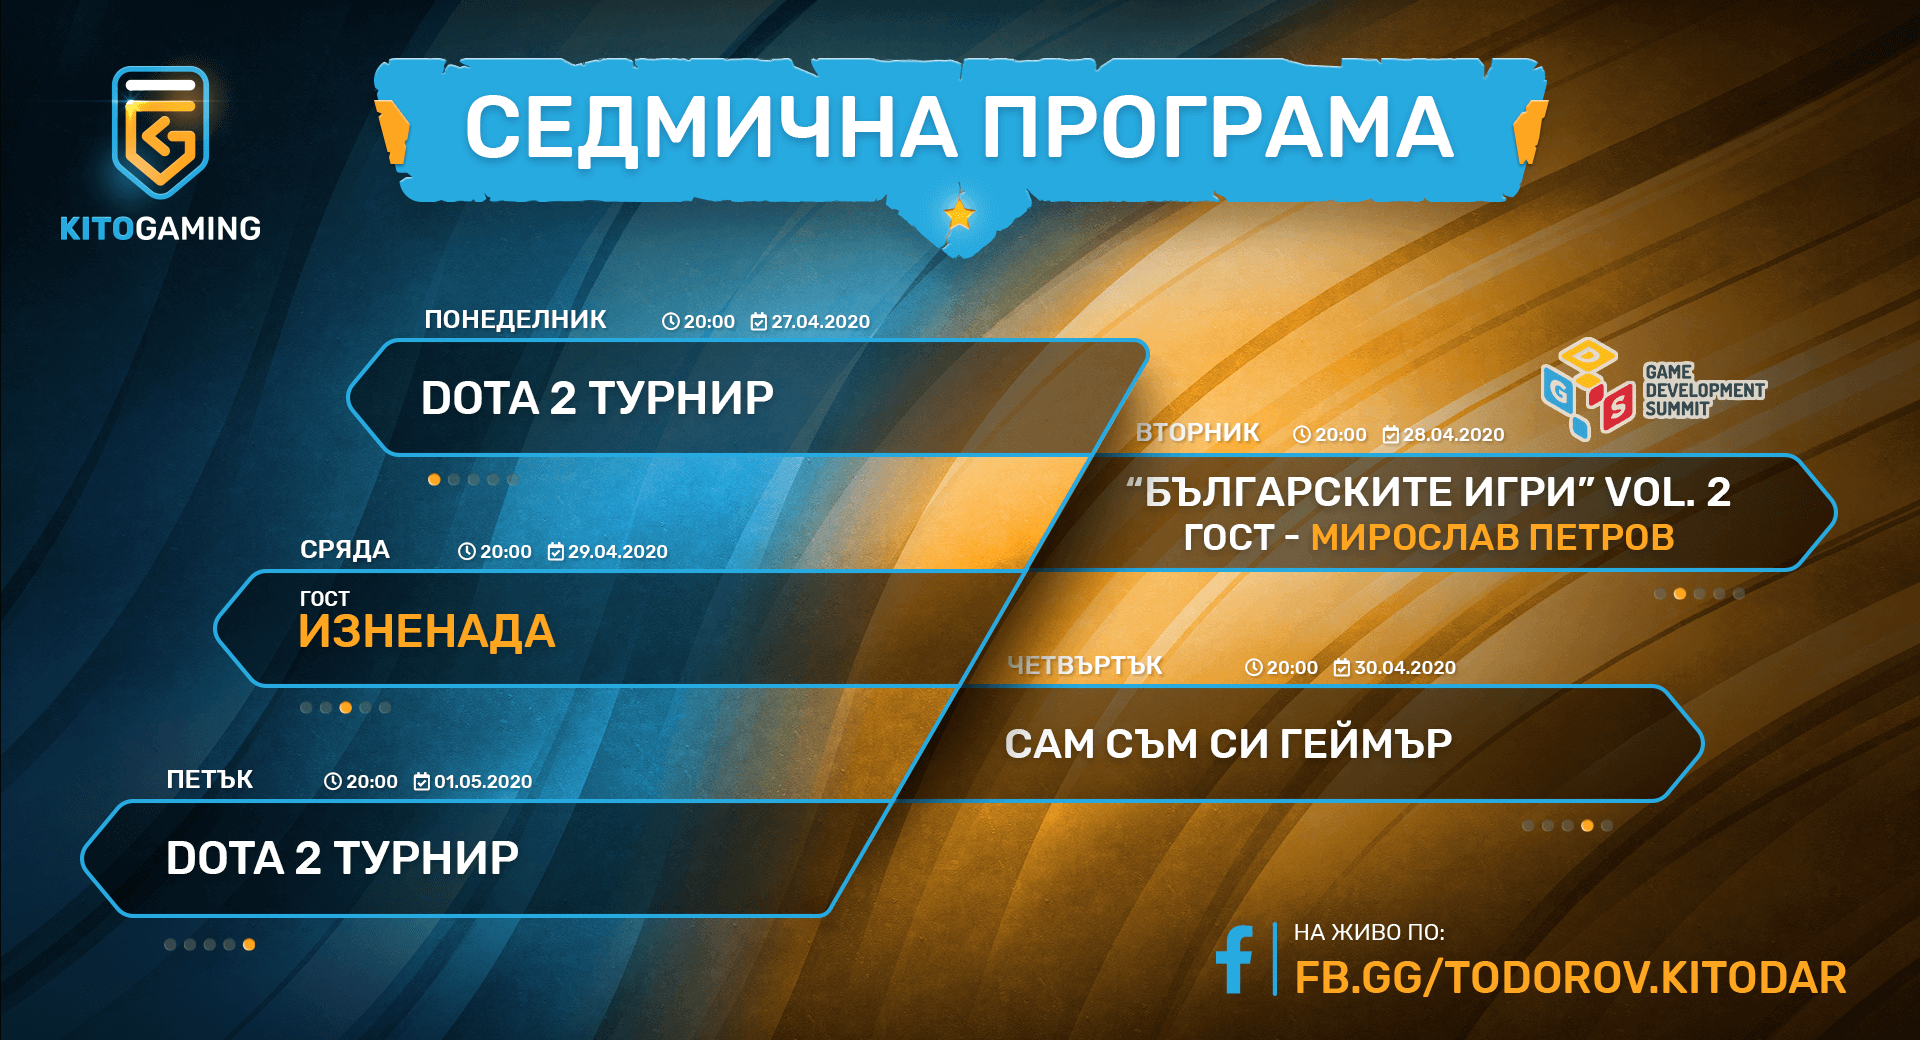 СЕДМИЧНА ПРОГРАМА
KITOGAMING
ПОНЕДЕЛНИК 20:00 27.04.2020
DOTA 2 ТУРНИР
GDS
GAME
DEVELOPMENT
SUMMIT
ВТОРНИК 20:00 28.04.2020
“БЪЛГАРСКИТЕ ИГРИ” VOL. 2
ГОСТ - МИРОСЛАВ ПЕТРОВ
СРЯДА 20:00 29.04.2020
ГОСТ
ИЗНЕНАДА
ЧЕТВЪРТЪК 20:00 30.04.2020
САМ СЪМ СИ ГЕЙМЪР
ПЕТЪК 20:00 01.05.2020
DOTA 2 ТУРНИР
НА ЖИВО ПО:
FB.GG/TODOROV.KITODAR